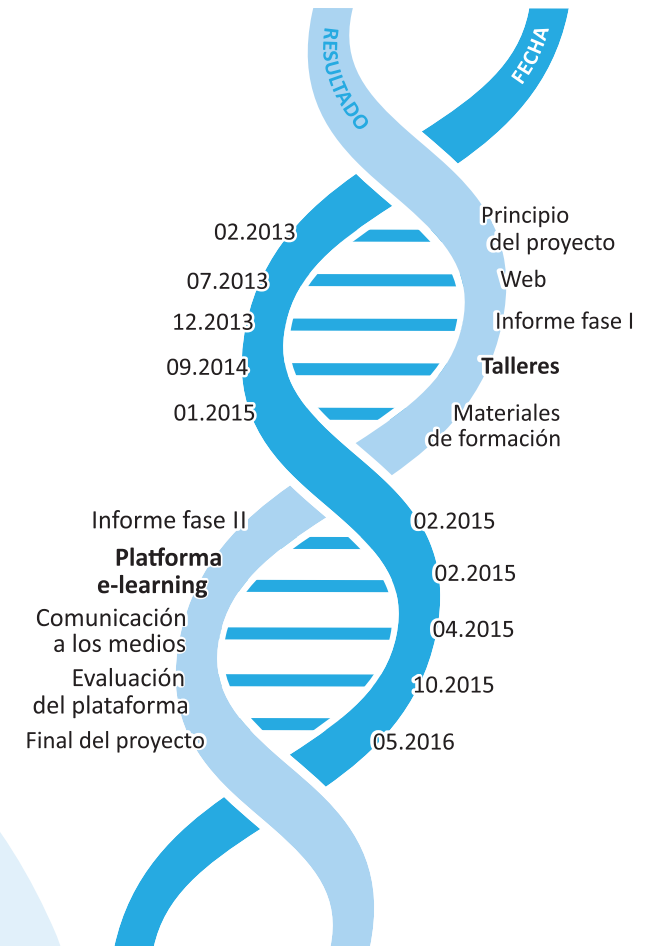 RESULTADO
FECHA
02.2013
Principio
del proyecto
07.2013
Web
12.2013
Informe fase I
09.2014
Talleres
01.2015
Materiales
de formación
Informe fase II
02.2015
Platforma
e-learning
02.2015
Comunicación
a los medios
04.2015
Evaluación
del plataforma
10.2015
Final del proyecto
05.2016